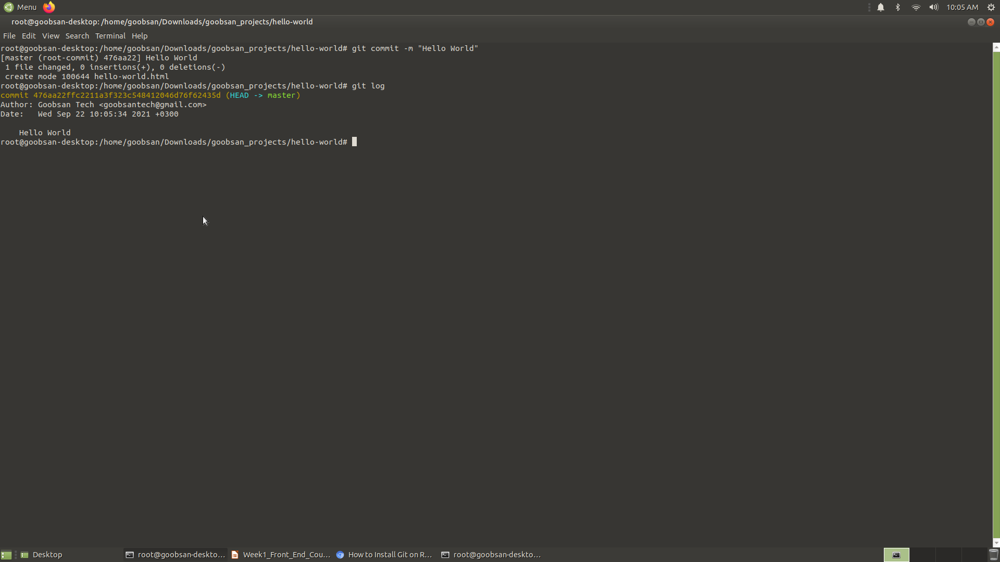 Menu
10:05 AM
root@goobsan-desktop: /home/goobsan/Downloads/goobsan_projects/hello-world
File Edit View Search Terminal Help
root@goobsan-desktop:/home/goobsan/Downloads/goobsan_projects/hello-world# git commit -m "Hello World"
[master (root-commit) 476aa22] Hello World
 1 file changed, 0 insertions(+), 0 deletions(-)
 create mode 100644 hello-world.html
root@goobsan-desktop:/home/goobsan/Downloads/goobsan_projects/hello-world# git log
commit 476aa22ffc2211a3f323c548412046d76f62435d (HEAD -> master)
Author: Goobsan Tech <goobsantech@gmail.com>
Date:   Wed Sep 22 10:05:34 2021 +0300
    Hello World
root@goobsan-desktop:/home/goobsan/Downloads/goobsan_projects/hello-world#
Desktop
root@goobsan-deskto...
Week1_Front_End_Cou...
How to Install Git on R...
root@goobsan-deskto...